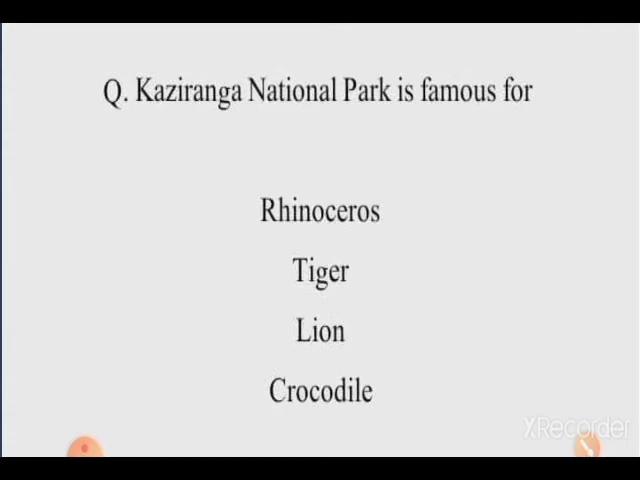 Q. Kaziranga National Park is famous for
Rhinoceros
Tiger
Lion
Crocodile
XRecorder